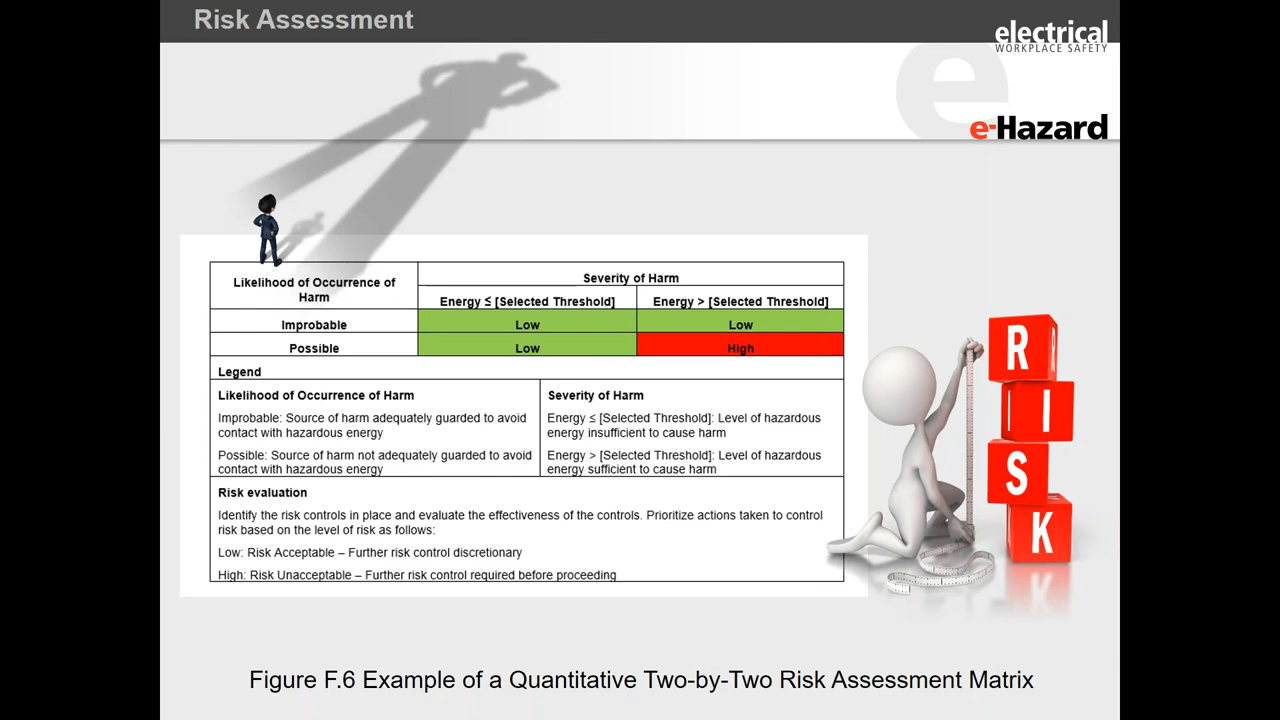 Risk Assessment
electrical
WORKPLACE SAFETY
e-Hazard
Likelihood of Occurrence of
Harm
Severity of Harm
Energy ≤ [Selected Threshold]
Energy > [Selected Threshold]
Improbable
Low
Low
Possible
Low
High
Legend
Likelihood of Occurrence of Harm
Improbable: Source of harm adequately guarded to avoid
contact with hazardous energy
Possible: Source of harm not adequately guarded to avoid
contact with hazardous energy
Severity of Harm
Energy ≤ [Selected Threshold]: Level of hazardous
energy insufficient to cause harm
Energy > [Selected Threshold]: Level of hazardous
energy sufficient to cause harm
Risk evaluation
Identify the risk controls in place and evaluate the effectiveness of the controls. Prioritize actions taken to control
risk based on the level of risk as follows:
Low: Risk Acceptable – Further risk control discretionary
High: Risk Unacceptable – Further risk control required before proceeding
R
I
S
K
Figure F.6 Example of a Quantitative Two-by-Two Risk Assessment Matrix